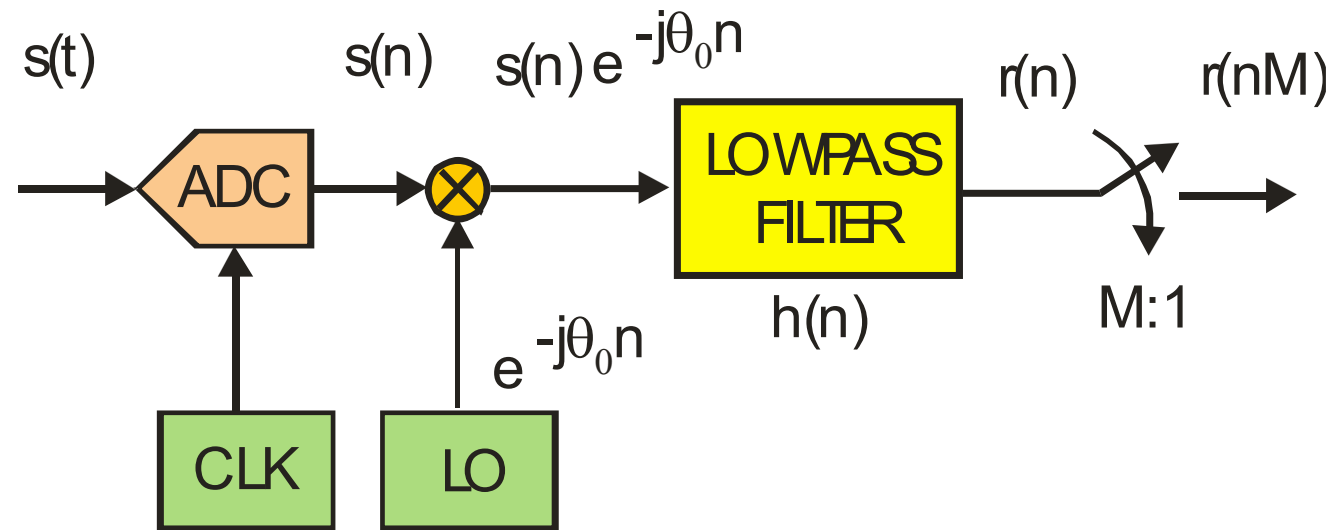 s(t)
s(n)
s(n) e^{-jθ₀n}
r(n)
r(nM)
ADC
LOWPASS
FILTER
h(n)
M:1
e^{-jθ₀n}
CLK
LO